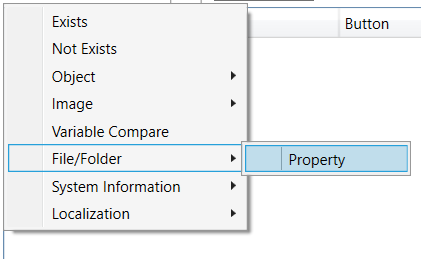 Exists
Button
Not Exists
Object
Image
Variable Compare
File/Folder
Property
System Information
Localization